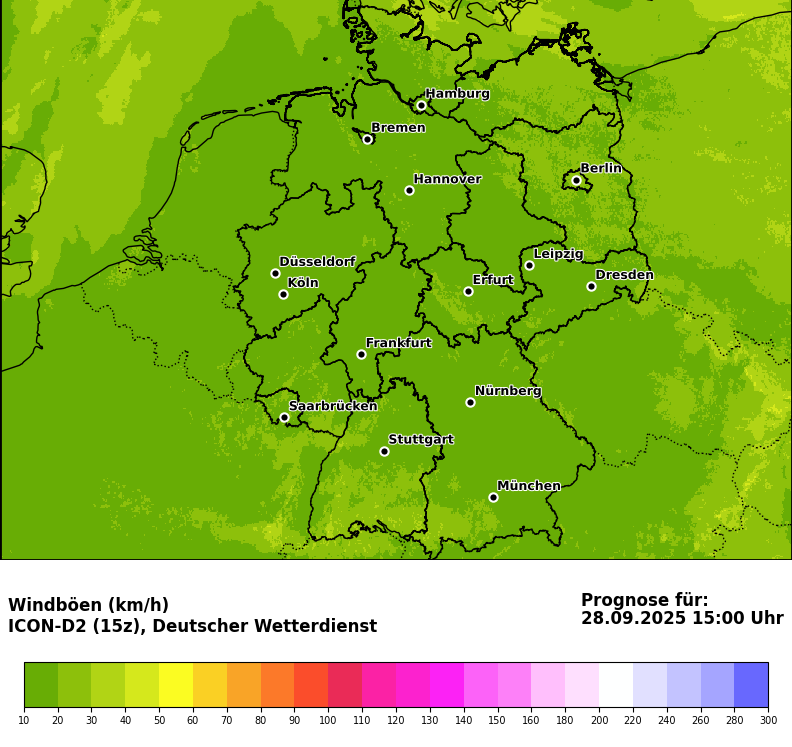 Hamburg
Bremen
Berlin
Hannover
Leipzig
Düsseldorf
Dresden
Erfurt
Köln
Frankfurt
Nürnberg
Saarbrücken
Stuttgart
München
Windböen (km/h)
ICON-D2 (15z), Deutscher Wetterdienst
Prognose für:
28.09.2025 15:00 Uhr
10 20 30 40 50 60 70 80 90 100 110 120 130 140 150 160 180 200 220 240 260 280 300